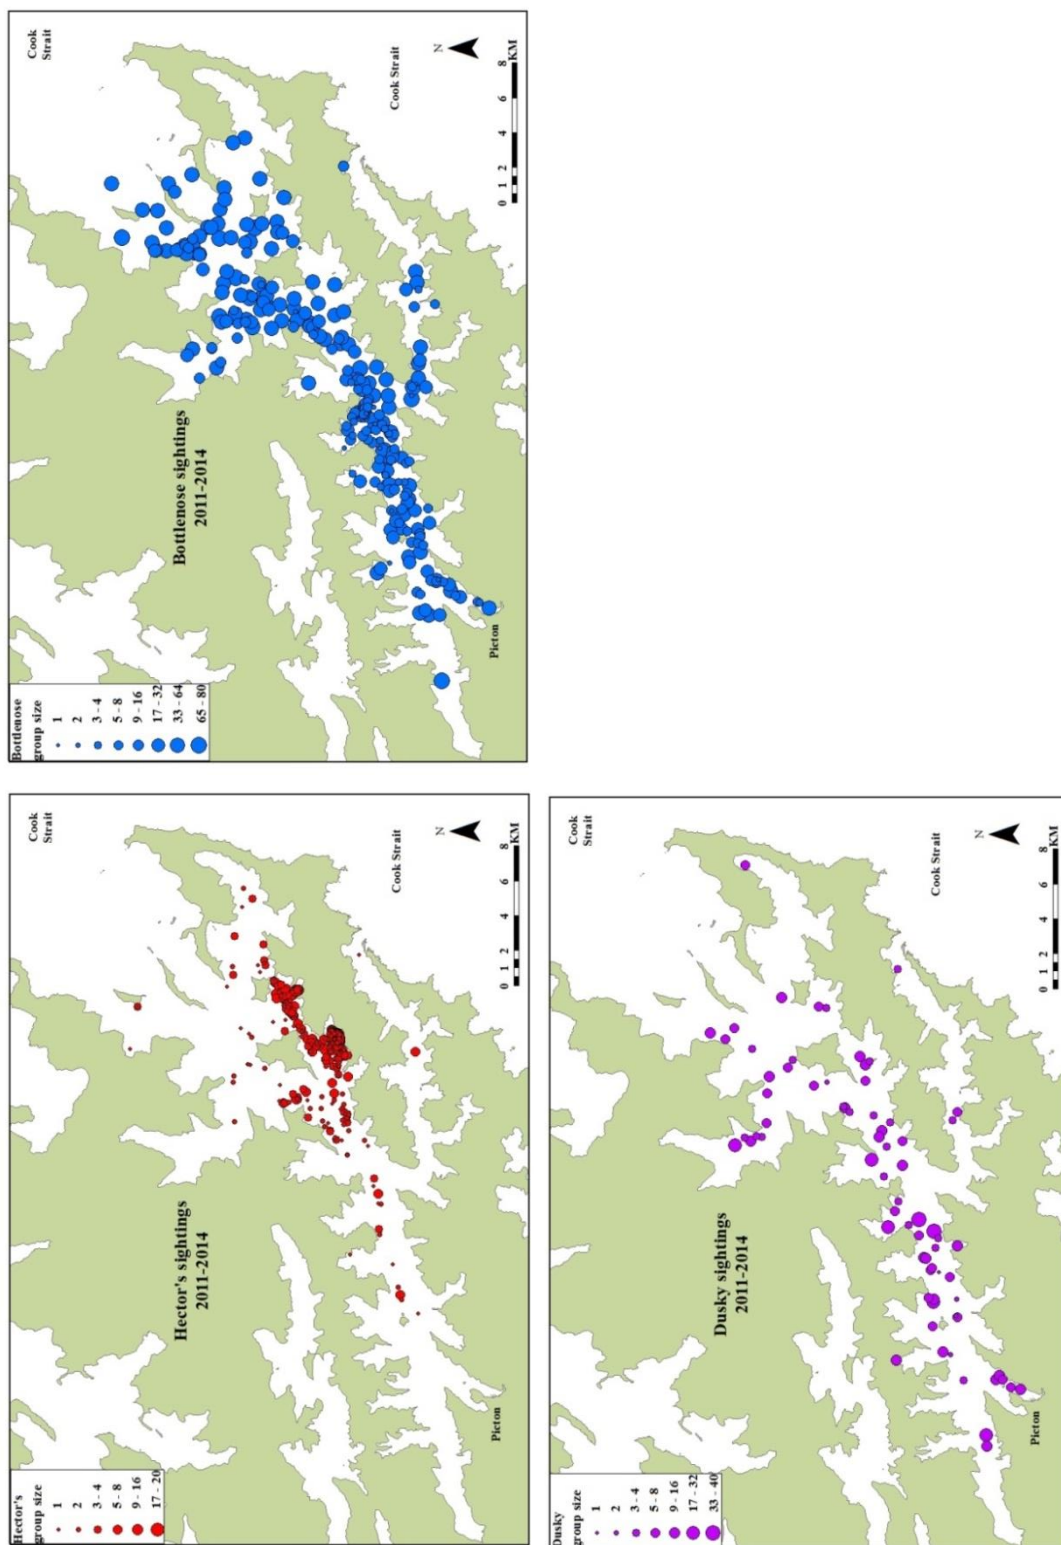 Hector's
group size
1
2
3 - 4
5 - 8
9 - 16
17 - 20
Hector's sightings
2011-2014
Picton
Cook
Strait
Cook Strait
N
0 1 2 4 6 8
KM
Bottlenose
group size
1
2
3 - 4
5 - 8
9 - 16
17 - 32
33 - 64
65 - 80
Bottlenose sightings
2011-2014
Picton
Cook
Strait
Cook Strait
N
0 1 2 4 6 8
KM
Dusky
group size
1
2
3 - 4
5 - 8
9 - 16
17 - 32
33 - 40
Dusky sightings
2011-2014
Picton
Cook
Strait
Cook Strait
N
0 1 2 4 6 8
KM